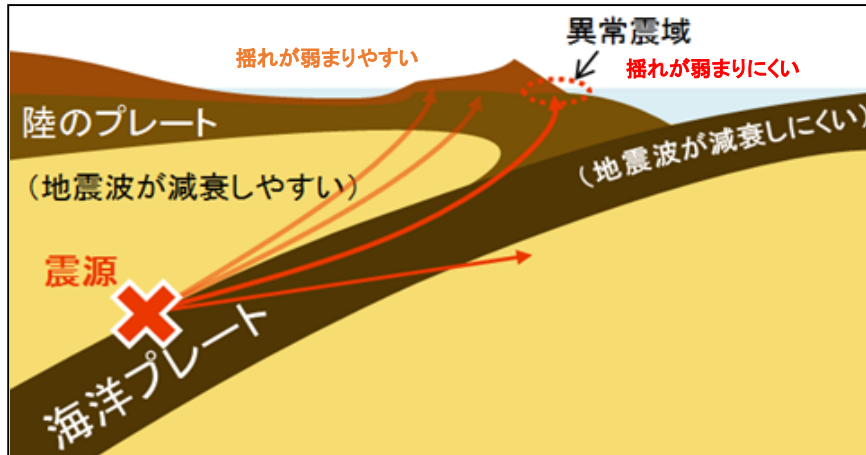 異常震域
揺れが弱まりやすい
揺れが弱まりにくい
陸のプレート
(地震波が減衰しにくい)
(地震波が減衰しやすい)
震源
海洋プレート